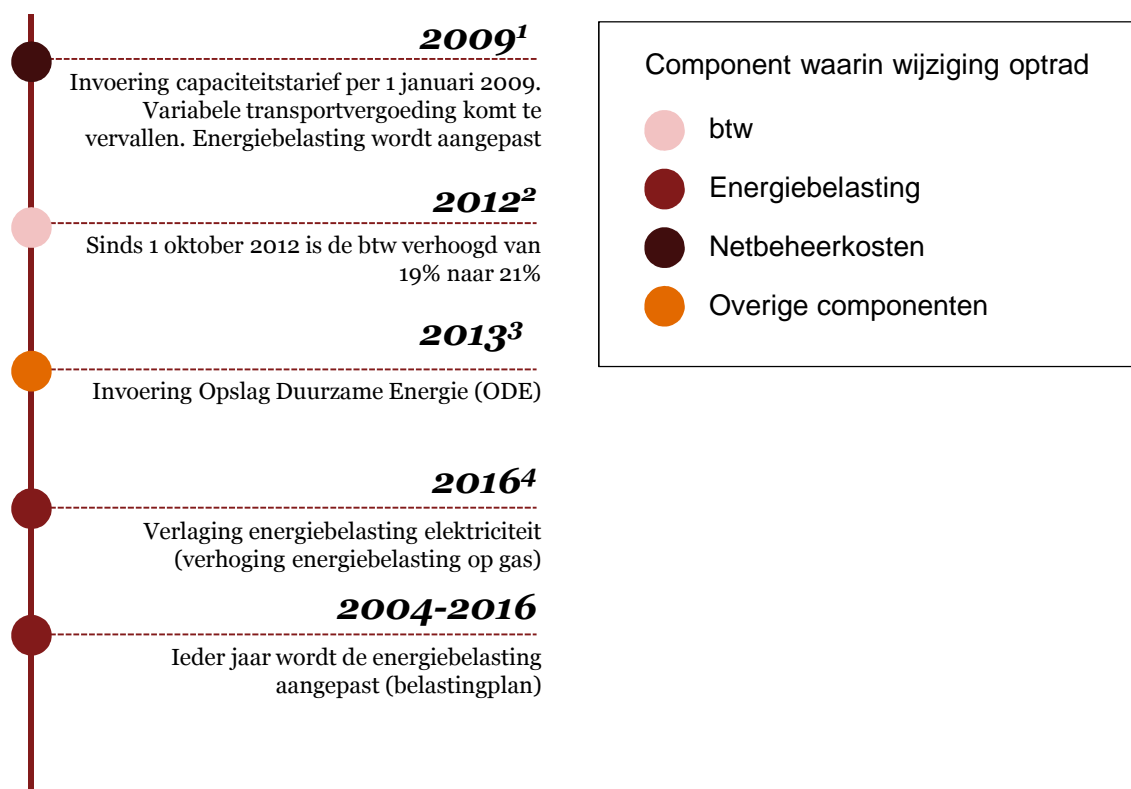 2009¹
Invoering capaciteitstarief per 1 januari 2009.
Variabele transportvergoeding komt te
vervallen. Energiebelasting wordt aangepast
2012²
Sinds 1 oktober 2012 is de btw verhoogd van
19% naar 21%
2013³
Invoering Opslag Duurzame Energie (ODE)
2016⁴
Verlaging energiebelasting elektriciteit
(verhoging energiebelasting op gas)
2004-2016
Ieder jaar wordt de energiebelasting
aangepast (belastingplan)
Component waarin wijziging optrad
btw
Energiebelasting
Netbeheerkosten
Overige componenten